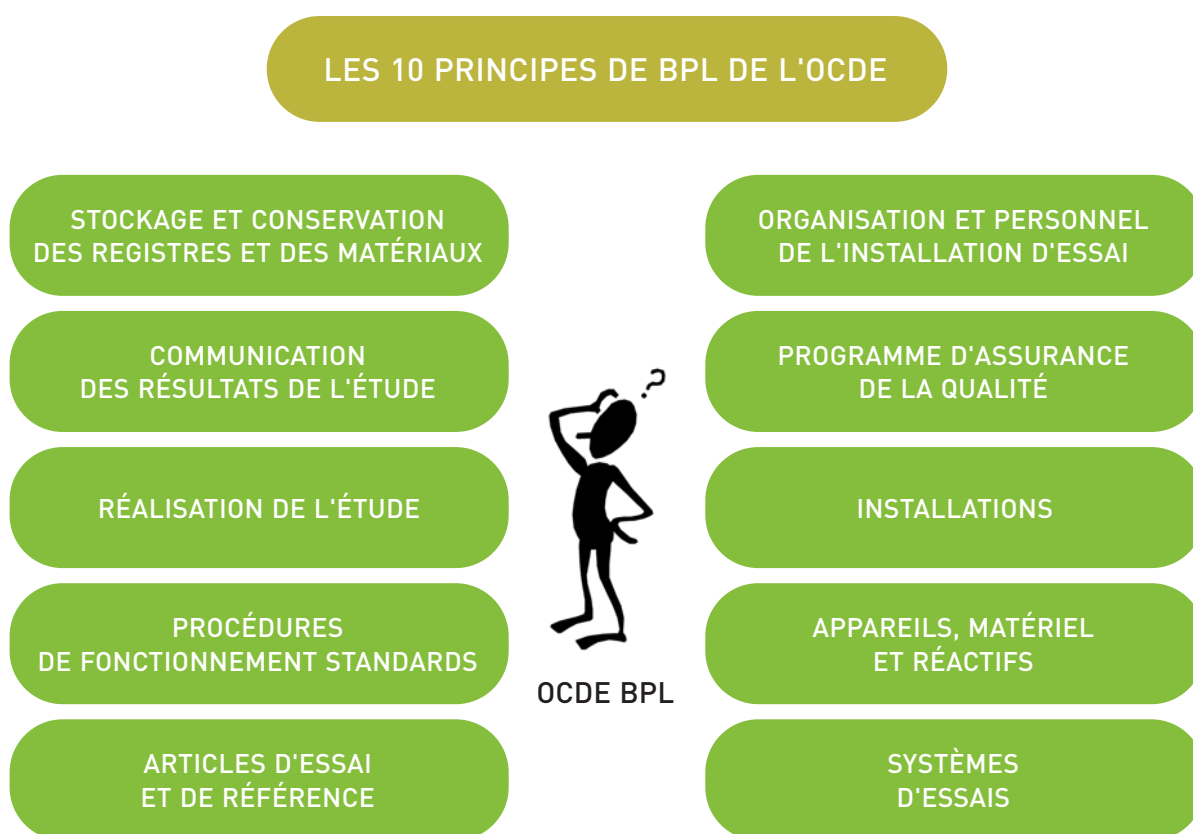 LES 10 PRINCIPES DE BPL DE L'OCDE
STOCKAGE ET CONSERVATION
DES REGISTRES ET DES MATÉRIAUX
COMMUNICATION
DES RÉSULTATS DE L'ÉTUDE
RÉALISATION DE L'ÉTUDE
PROCÉDURES
DE FONCTIONNEMENT STANDARDS
ARTICLES D'ESSAI
ET DE RÉFÉRENCE
?
OCDE BPL
ORGANISATION ET PERSONNEL
DE L'INSTALLATION D'ESSAI
PROGRAMME D'ASSURANCE
DE LA QUALITÉ
INSTALLATIONS
APPAREILS, MATÉRIEL
ET RÉACTIFS
SYSTÈMES
D'ESSAIS